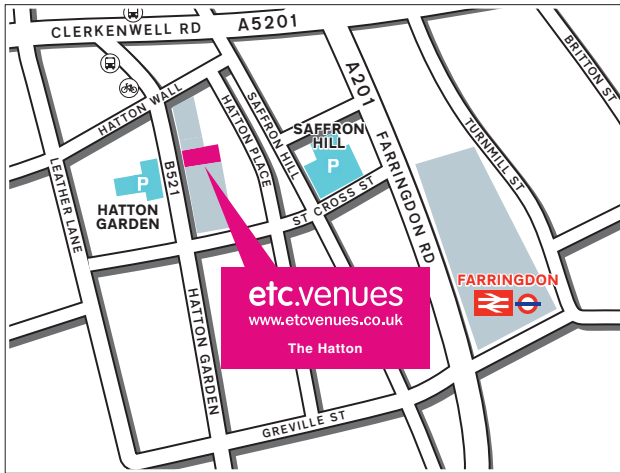 CLERKENWELL RD
A5201
BRITTON ST
A201
HATTON WALL
HATTON PLACE
SAFFRON HILL
SAFFRON
HILL
P
TURNMILL ST
LEATHER LANE
B521
P
HATTON
GARDEN
FARRINGDON RD
ST CROSS ST
FARRINGDON
etc.venues
www.etcvenues.co.uk
The Hatton
HATTON GARDEN
GREVILLE ST